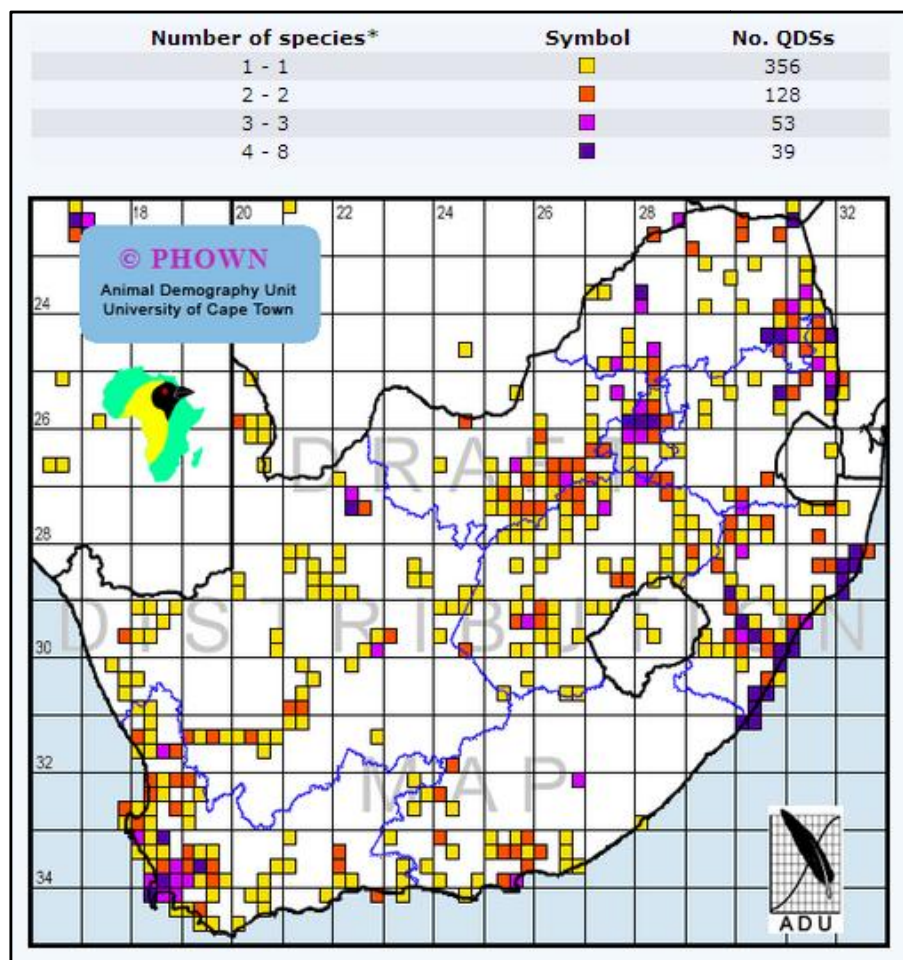 Number of species* Symbol No. QDSs
1 - 1 356
2 - 2 128
3 - 3 53
4 - 8 39
18 20 22 24 26 28 30 32
© PHOWN
Animal Demography Unit
University of Cape Town
24
26
DRAFT
28
DISTRIBUTION
30
32
MAP
34
ADU